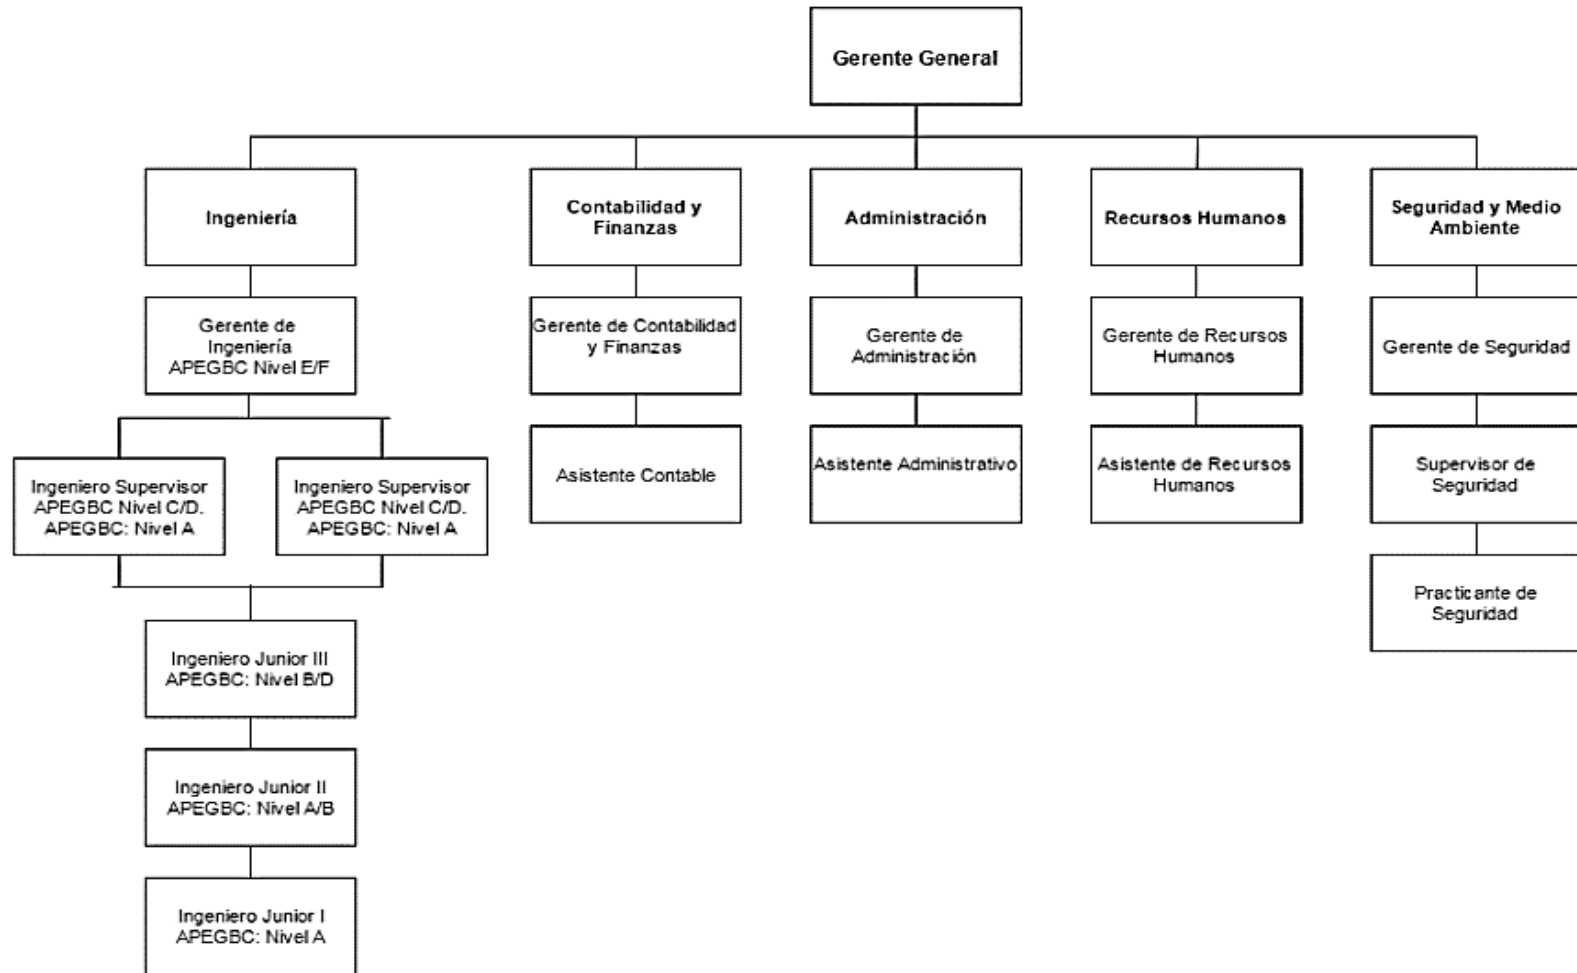 Gerente General
Ingeniería
Contabilidad y
Finanzas
Administración
Recursos Humanos
Seguridad y Medio
Ambiente
Gerente de
Ingeniería
APEGBC Nivel E/F
Gerente de Contabilidad
y Finanzas
Gerente de
Administración
Gerente de Recursos
Humanos
Gerente de Seguridad
Ingeniero Supervisor
APEGBC Nivel C/D.
APEGBC: Nivel A
Ingeniero Supervisor
APEGBC Nivel C/D.
APEGBC: Nivel A
Asistente Contable
Asistente Administrativo
Asistente de Recursos
Humanos
Supervisor de
Seguridad
Practicante de
Seguridad
Ingeniero Junior III
APEGBC: Nivel B/D
Ingeniero Junior II
APEGBC: Nivel A/B
Ingeniero Junior I
APEGBC: Nivel A